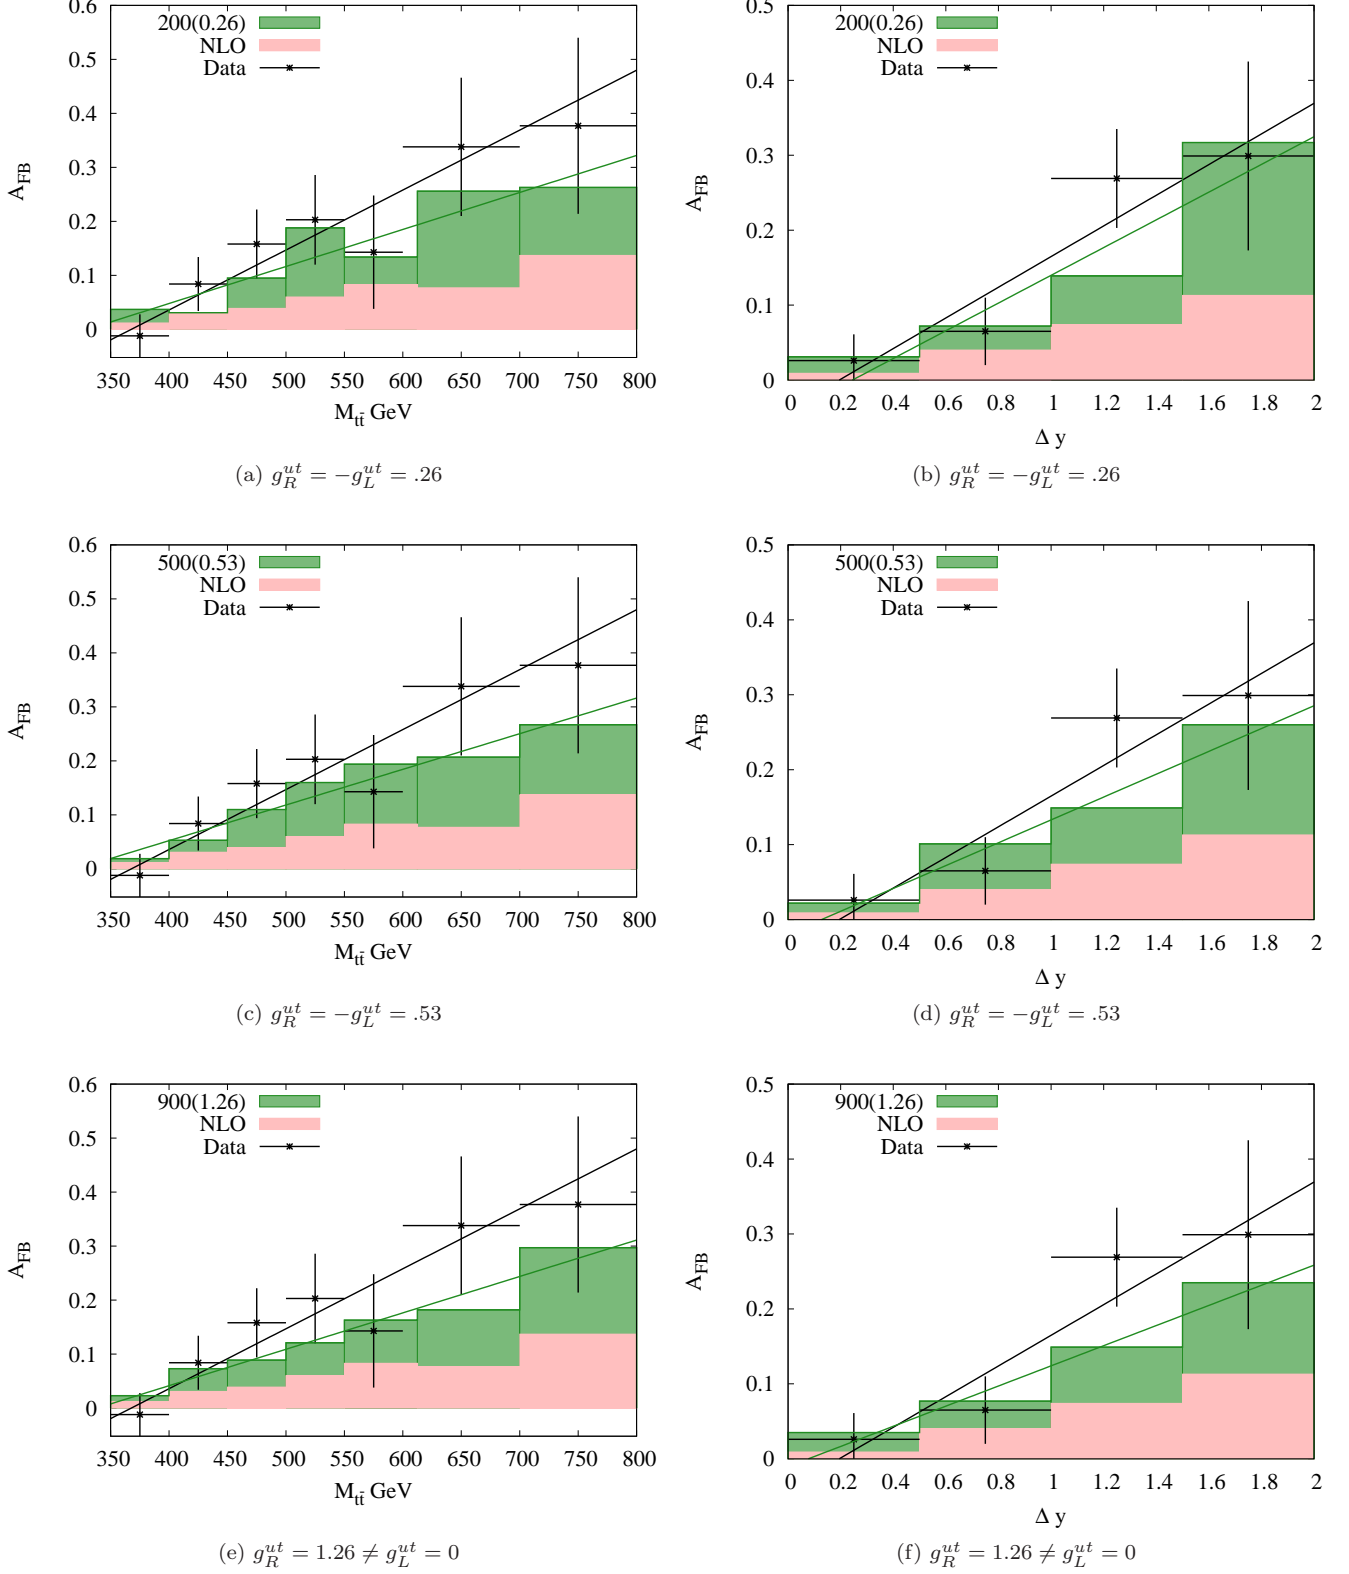 200(0.26)
NLO
Data
A_FB
0.6
0.5
0.4
0.3
0.2
0.1
0
350 400 450 500 550 600 650 700 750 800
M_{tt̄} GeV
(a) g_R^{ut} = −g_L^{ut} = .26
200(0.26)
NLO
Data
A_FB
0.5
0.4
0.3
0.2
0.1
0
0 0.2 0.4 0.6 0.8 1 1.2 1.4 1.6 1.8 2
Δ y
(b) g_R^{ut} = −g_L^{ut} = .26
500(0.53)
NLO
Data
A_FB
0.6
0.5
0.4
0.3
0.2
0.1
0
350 400 450 500 550 600 650 700 750 800
M_{tt̄} GeV
(c) g_R^{ut} = −g_L^{ut} = .53
500(0.53)
NLO
Data
A_FB
0.5
0.4
0.3
0.2
0.1
0
0 0.2 0.4 0.6 0.8 1 1.2 1.4 1.6 1.8 2
Δ y
(d) g_R^{ut} = −g_L^{ut} = .53
900(1.26)
NLO
Data
A_FB
0.6
0.5
0.4
0.3
0.2
0.1
0
350 400 450 500 550 600 650 700 750 800
M_{tt̄} GeV
(e) g_R^{ut} = 1.26 ≠ g_L^{ut} = 0
900(1.26)
NLO
Data
A_FB
0.5
0.4
0.3
0.2
0.1
0
0 0.2 0.4 0.6 0.8 1 1.2 1.4 1.6 1.8 2
Δ y
(f) g_R^{ut} = 1.26 ≠ g_L^{ut} = 0